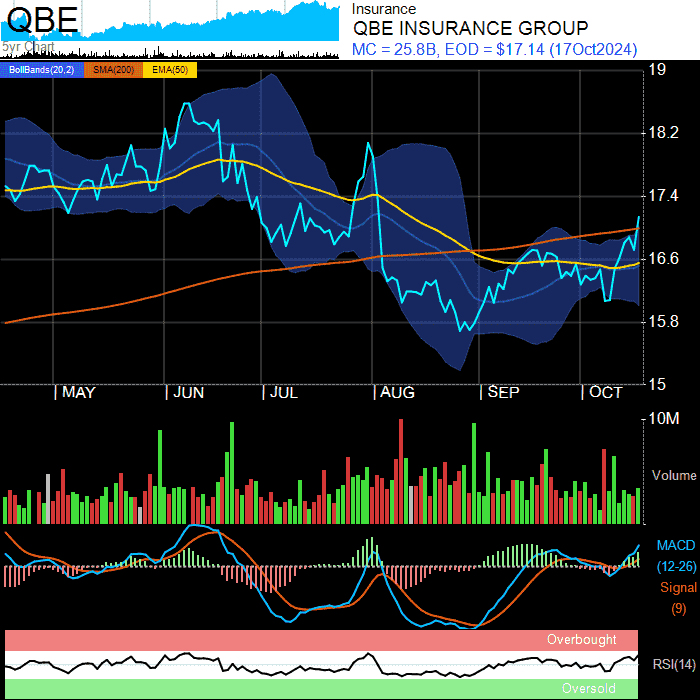 QBE
5yr Chart
Insurance
QBE INSURANCE GROUP
MC = 25.8B, EOD = $17.14 (17Oct2024)
BollBands(20,2) SMA(200) EMA(50)
19
18.2
17.4
16.6
15.8
15
| MAY | JUN | JUL | AUG | SEP | OCT
10M
Volume
MACD
(12-26)
Signal
(9)
Overbought
RSI(14)
Oversold